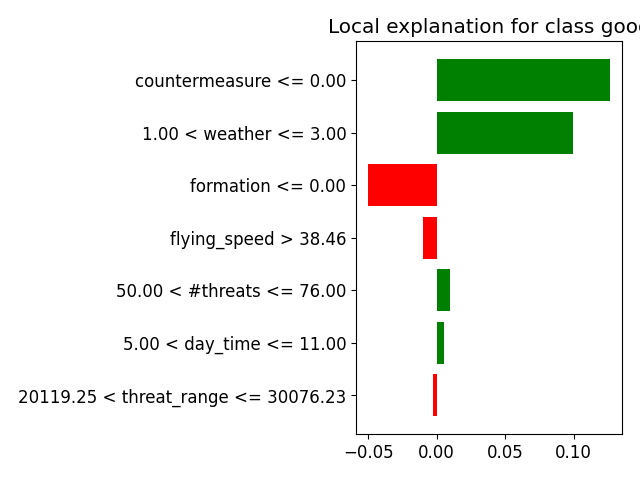 Local explanation for class good
countermeasure <= 0.00
1.00 < weather <= 3.00
formation <= 0.00
flying_speed > 38.46
50.00 < #threats <= 76.00
5.00 < day_time <= 11.00
20119.25 < threat_range <= 30076.23
−0.05 0.00 0.05 0.10